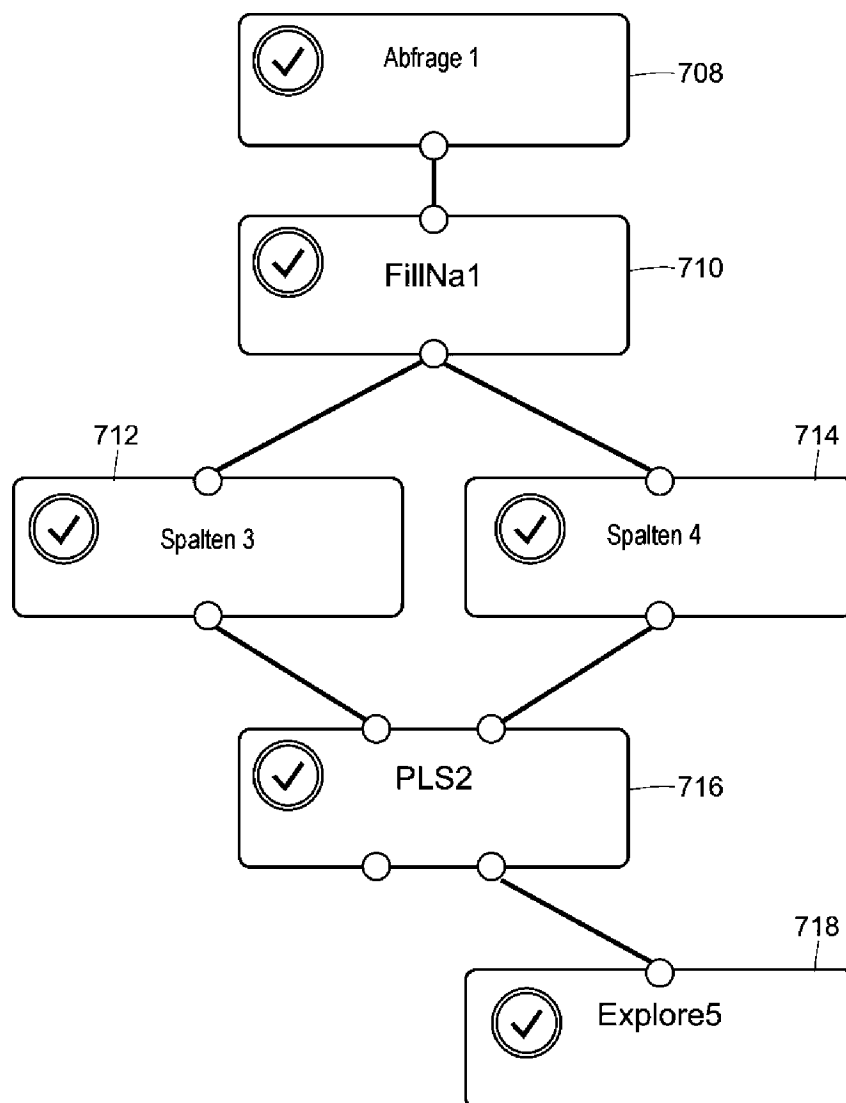 Abfrage 1
708
FillNa1
710
712
714
Spalten 3
Spalten 4
PLS2
716
718
Explore5